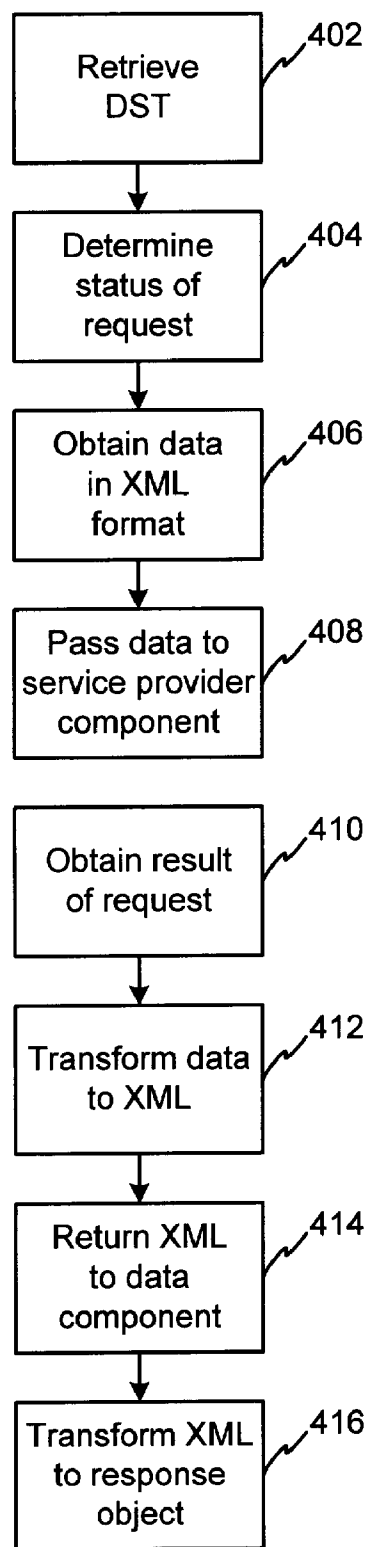 402
Retrieve
DST
404
Determine
status of
request
406
Obtain data
in XML
format
408
Pass data to
service provider
component
410
Obtain result
of request
412
Transform data
to XML
414
Return XML
to data
component
416
Transform XML
to response
object